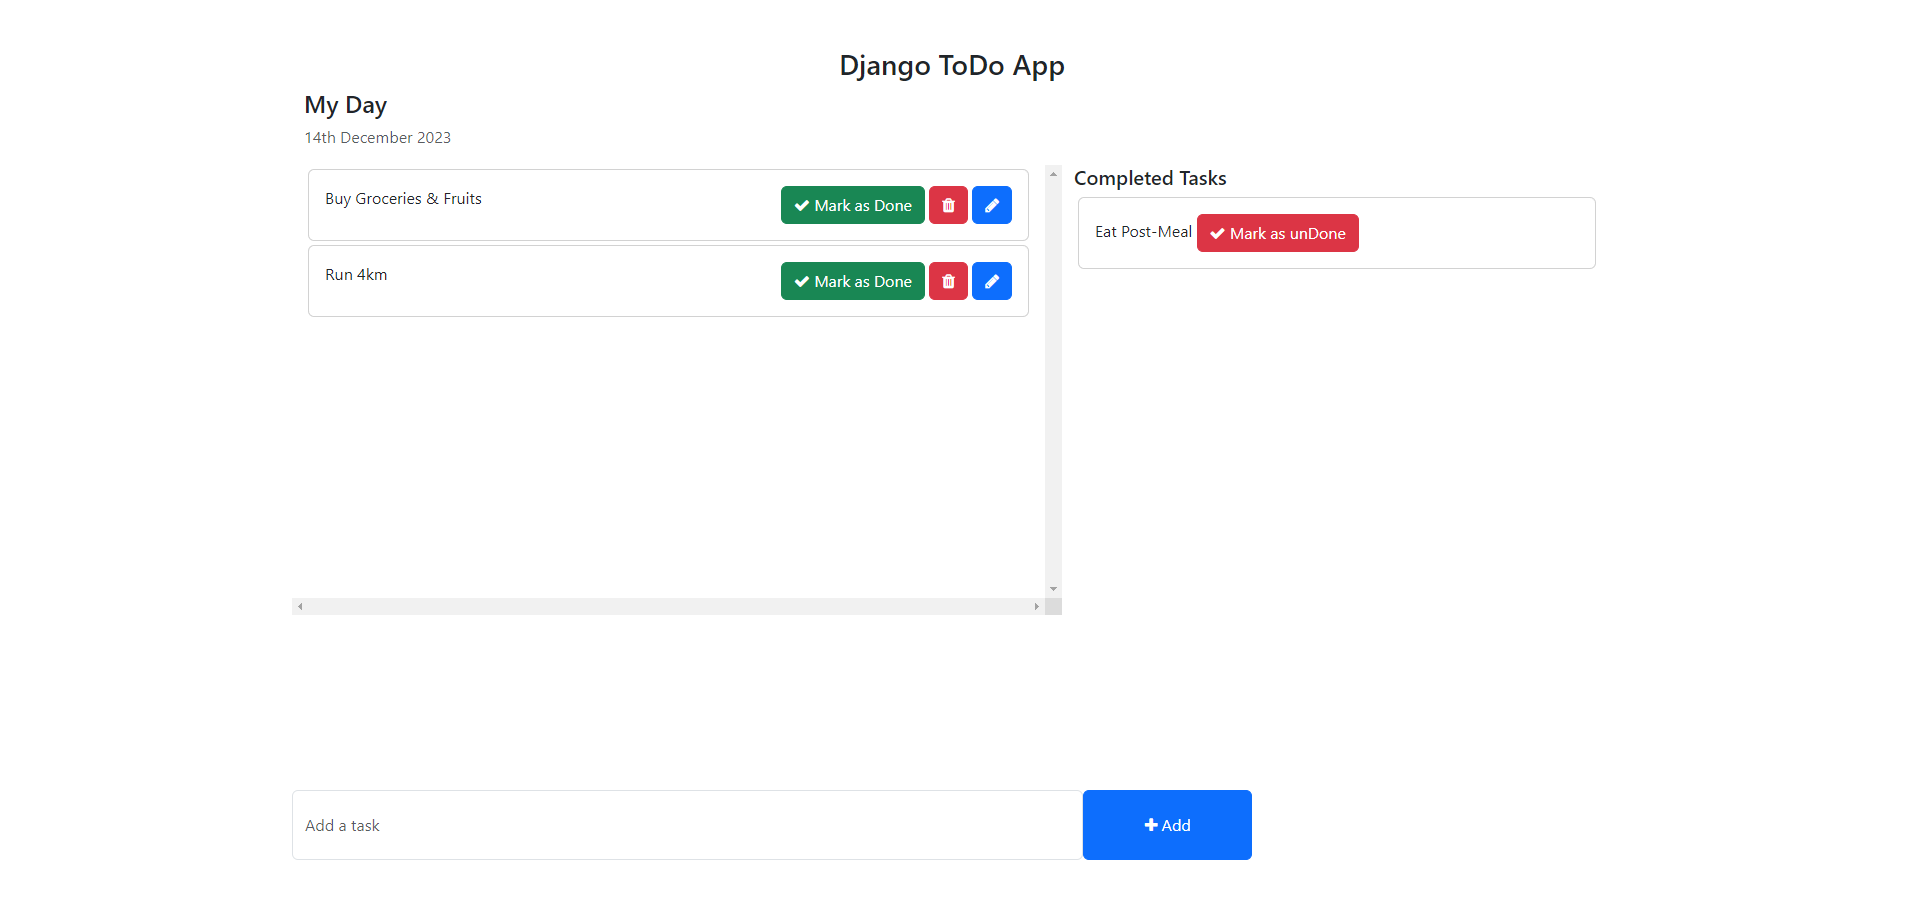 Django ToDo App
My Day
14th December 2023
Buy Groceries & Fruits Mark as Done
Run 4km Mark as Done
Completed Tasks
Eat Post-Meal Mark as unDone
Add a task Add